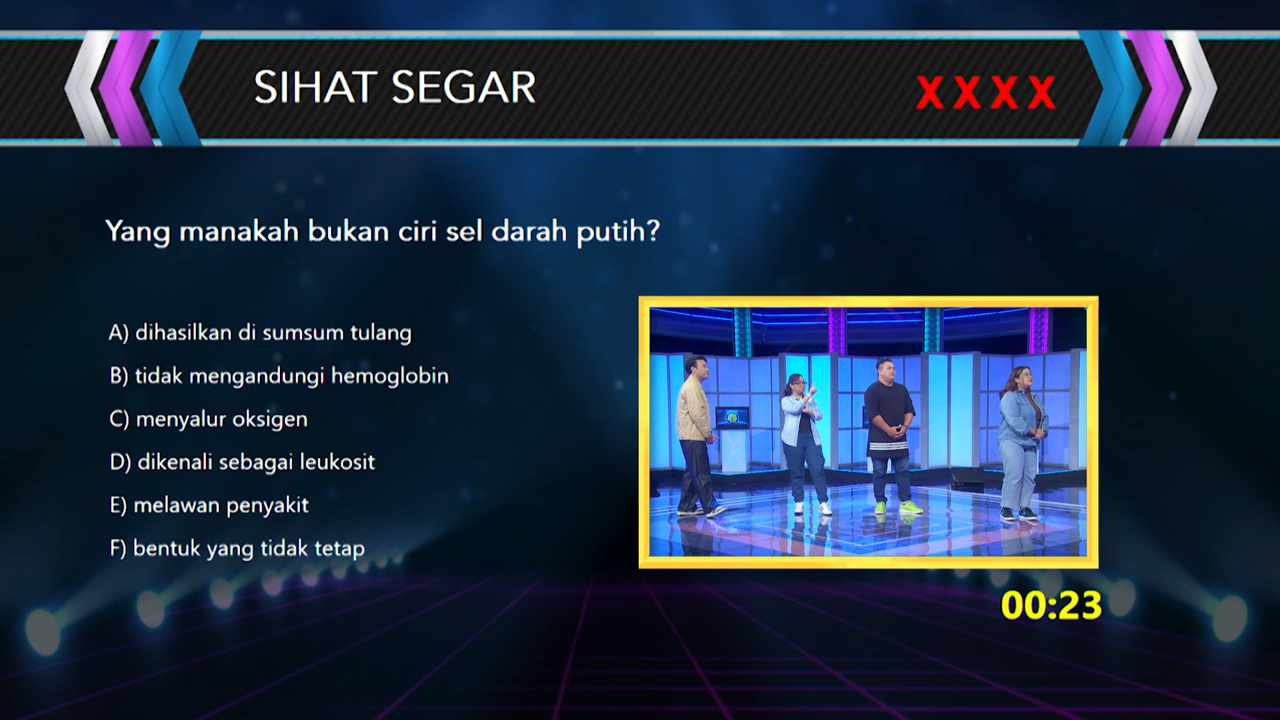 SIHAT SEGAR
X X X X
Yang manakah bukan ciri sel darah putih?
A) dihasilkan di sumsum tulang
B) tidak mengandungi hemoglobin
C) menyalur oksigen
D) dikenali sebagai leukosit
E) melawan penyakit
F) bentuk yang tidak tetap
00:23